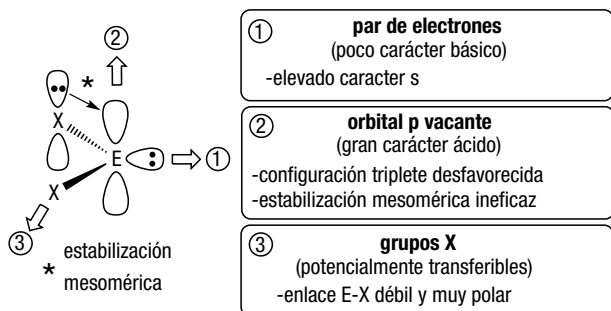 ②
*
X
E
①
X
③
estabilización
* mesomérica
① par de electrones
(poco carácter básico)
-elevado caracter s
② orbital p vacante
(gran carácter ácido)
-configuración triplete desfavorecida
-estabilización mesomérica ineficaz
③ grupos X
(potencialmente transferibles)
-enlace E-X débil y muy polar